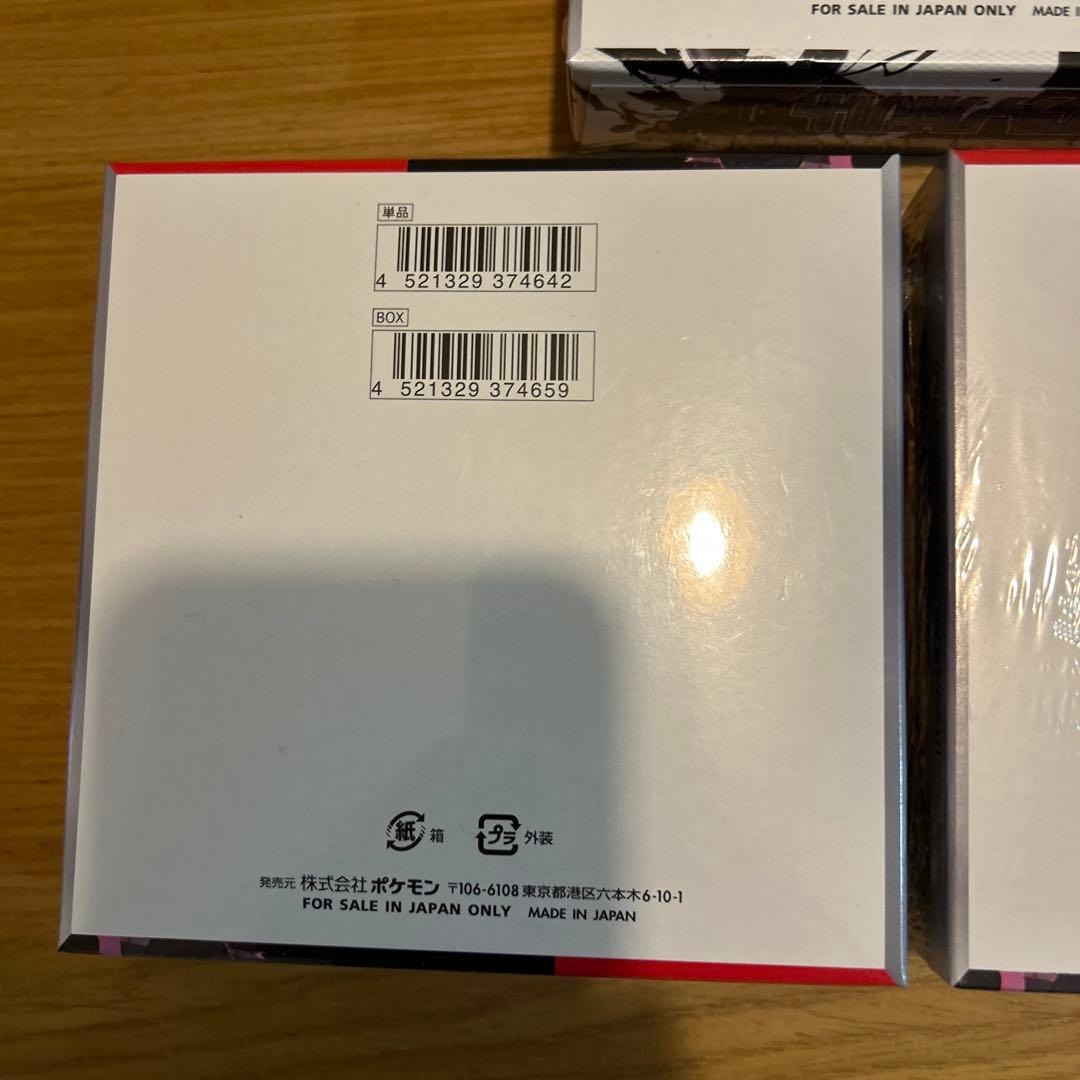 FOR SALE IN JAPAN ONLY MADE I
単品
4 521329 374642
BOX
4 521329 374659
紙 箱 プラ 外装
発売元 株式会社ポケモン 〒106-6108 東京都港区六本木6-10-1
FOR SALE IN JAPAN ONLY MADE IN JAPAN